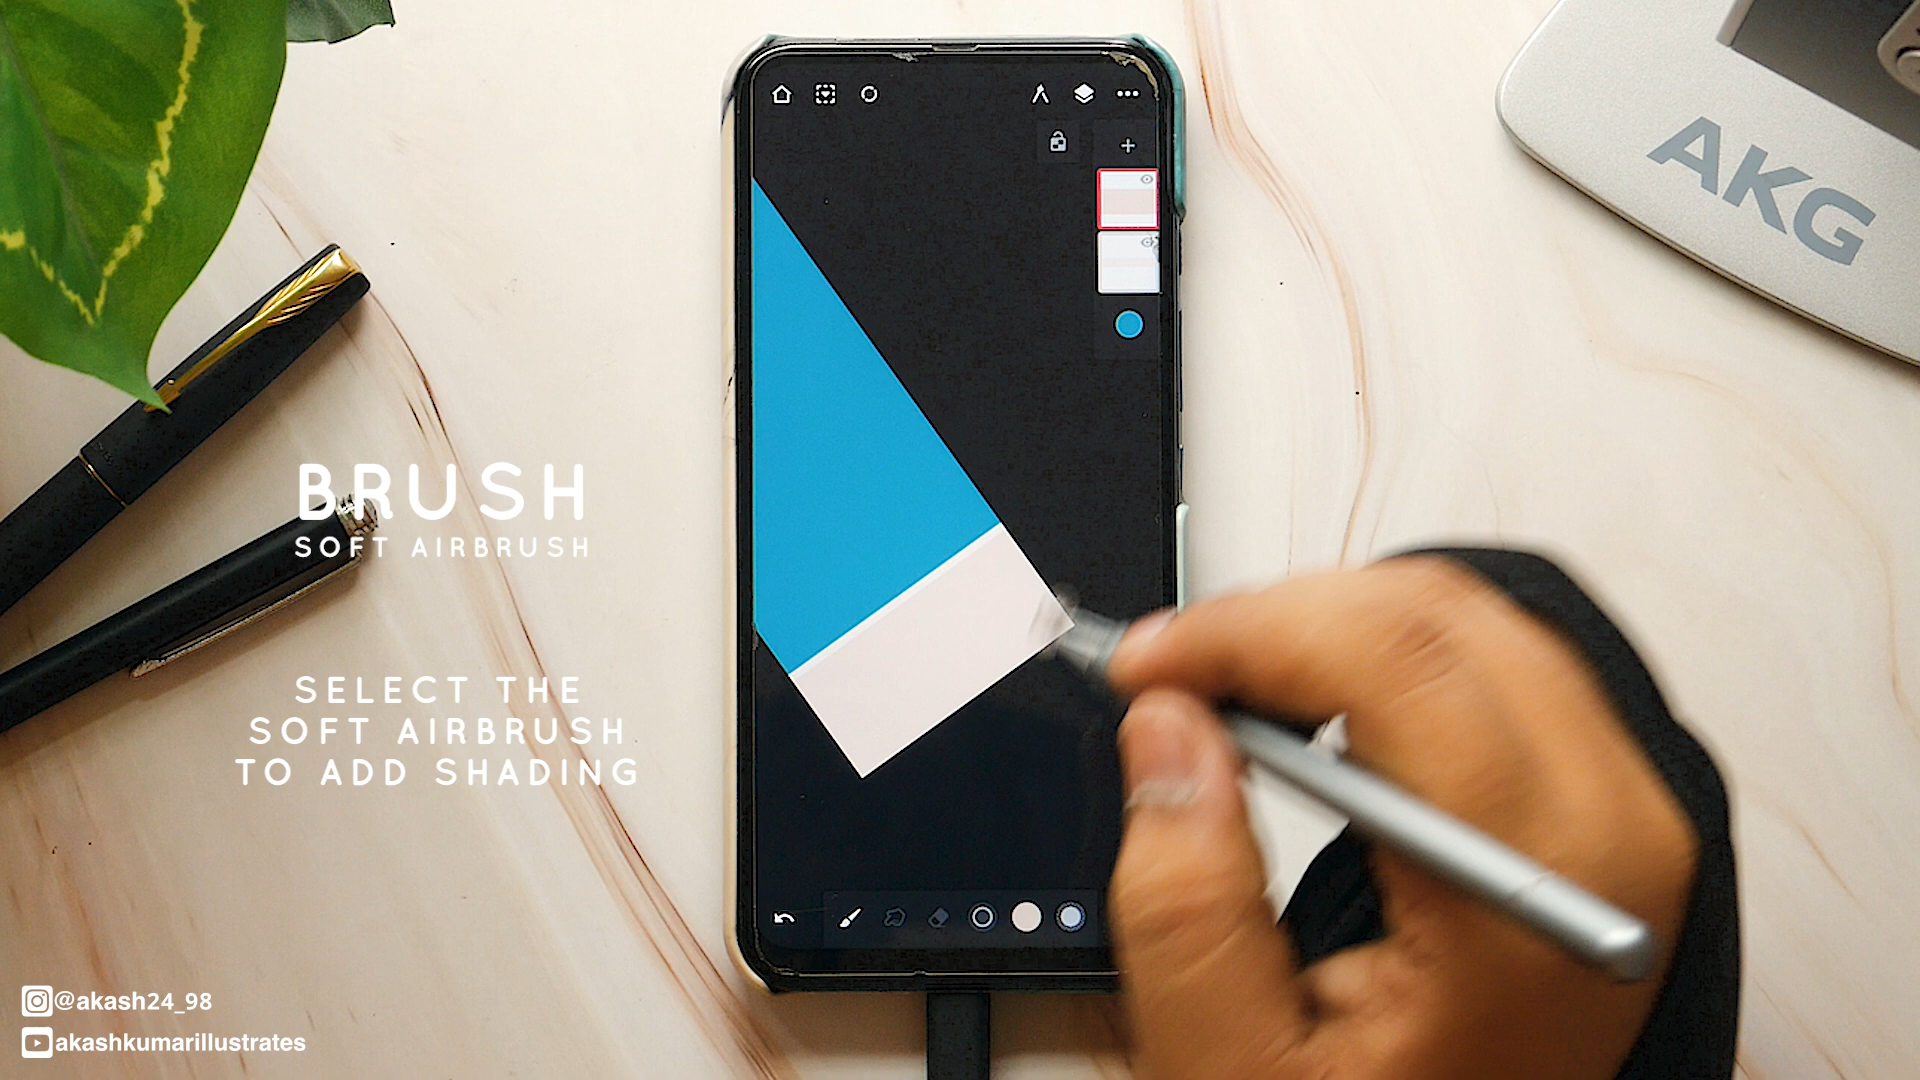 AKG
BRUSH
SOFT AIRBRUSH
SELECT THE
SOFT AIRBRUSH
TO ADD SHADING
@akash24_98
akashkumarillustrates